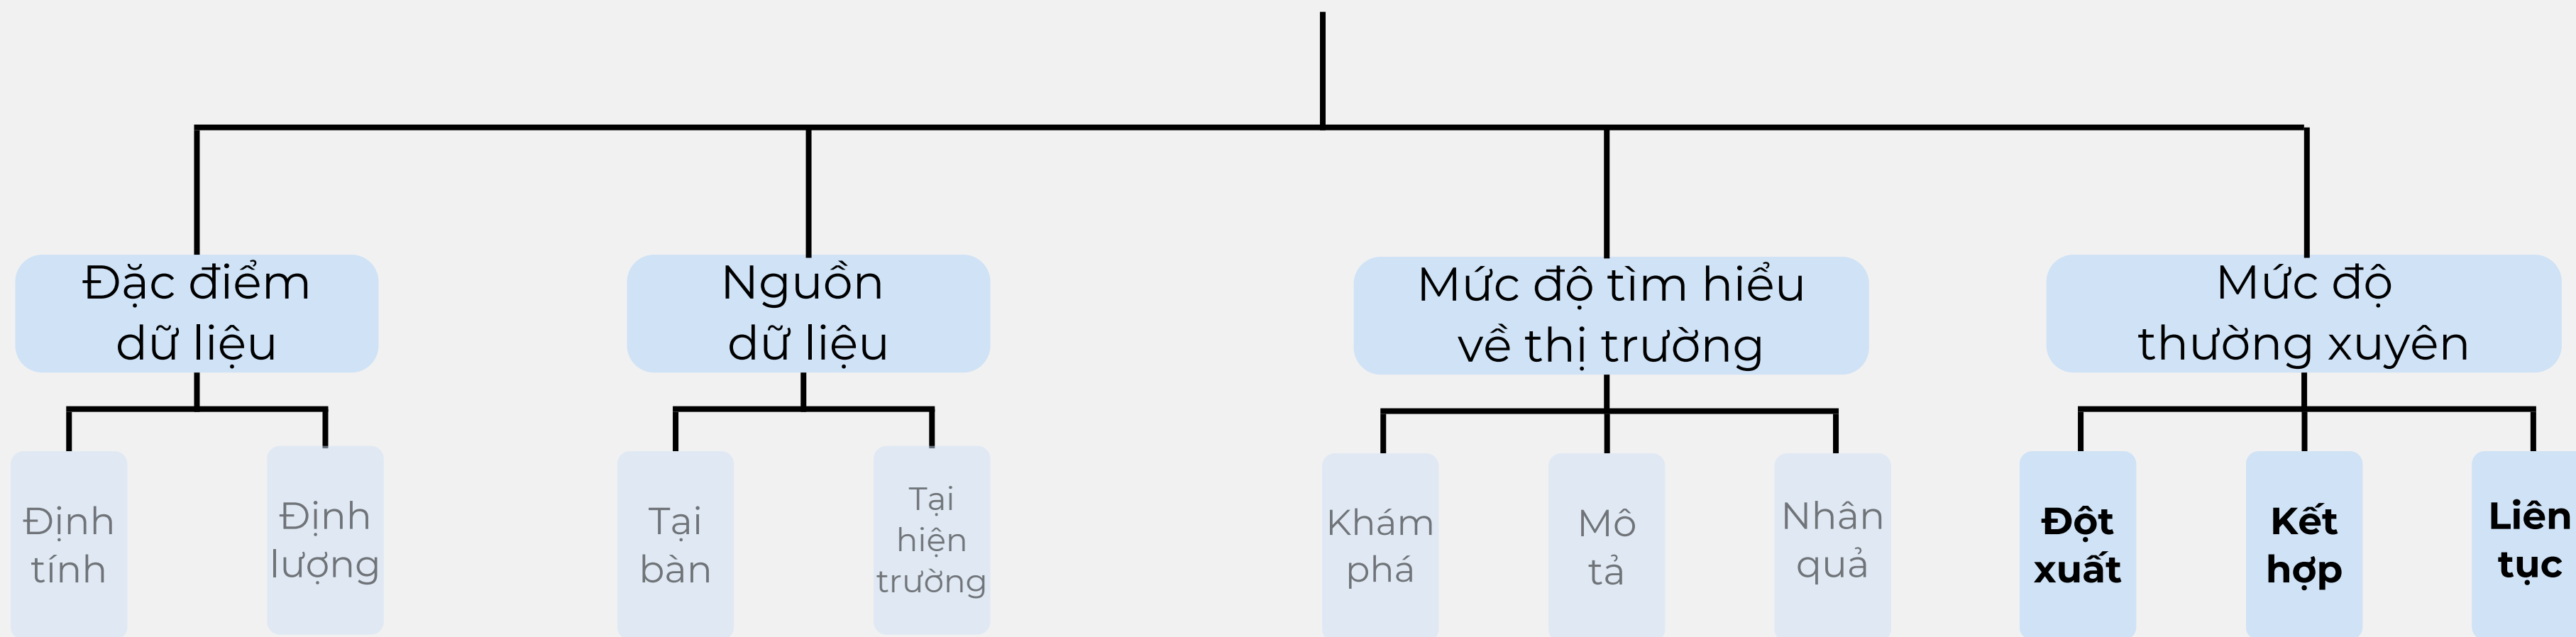 Đặc điểm
dữ liệu
Nguồn
dữ liệu
Mức độ tìm hiểu
về thị trường
Mức độ
thường xuyên
Định
tính
Định
lượng
Tại
bàn
Tại
hiện
trường
Khám
phá
Mô
tả
Nhân
quả
Đột
xuất
Kết
hợp
Liên
tục